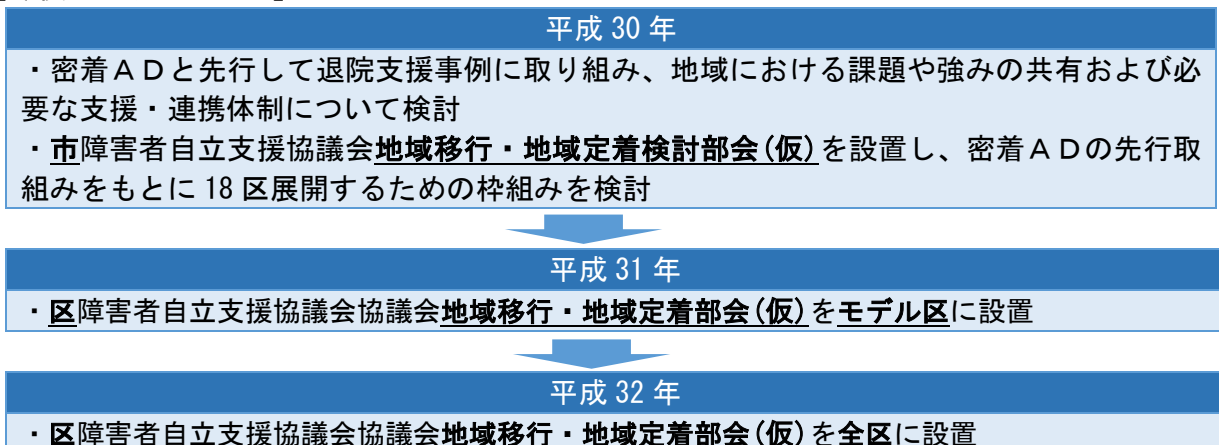 平成 30 年
・密着ＡＤと先行して退院支援事例に取り組み、地域における課題や強みの共有および必
要な支援・連携体制について検討
・市障害者自立支援協議会地域移行・地域定着検討部会(仮)を設置し、密着ＡＤの先行取
組みをもとに 18 区展開するための枠組みを検討
平成 31 年
・区障害者自立支援協議会協議会地域移行・地域定着部会(仮)をモデル区に設置
平成 32 年
・区障害者自立支援協議会協議会地域移行・地域定着部会(仮)を全区に設置